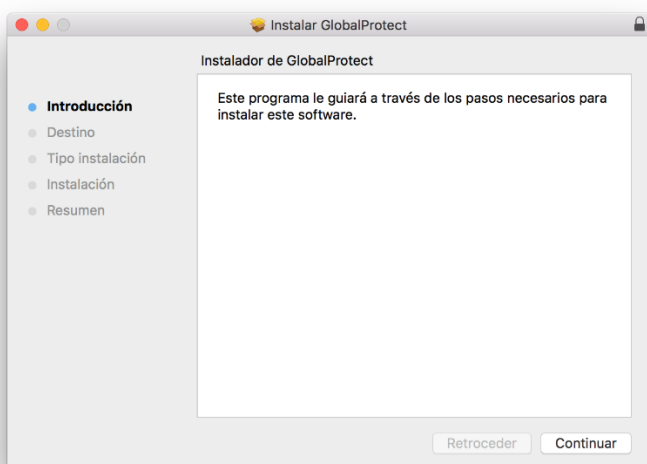 Instalar GlobalProtect
Instalador de GlobalProtect
Introducción
Destino
Tipo instalación
Instalación
Resumen
Este programa le guiará a través de los pasos necesarios para
instalar este software.
Retroceder
Continuar